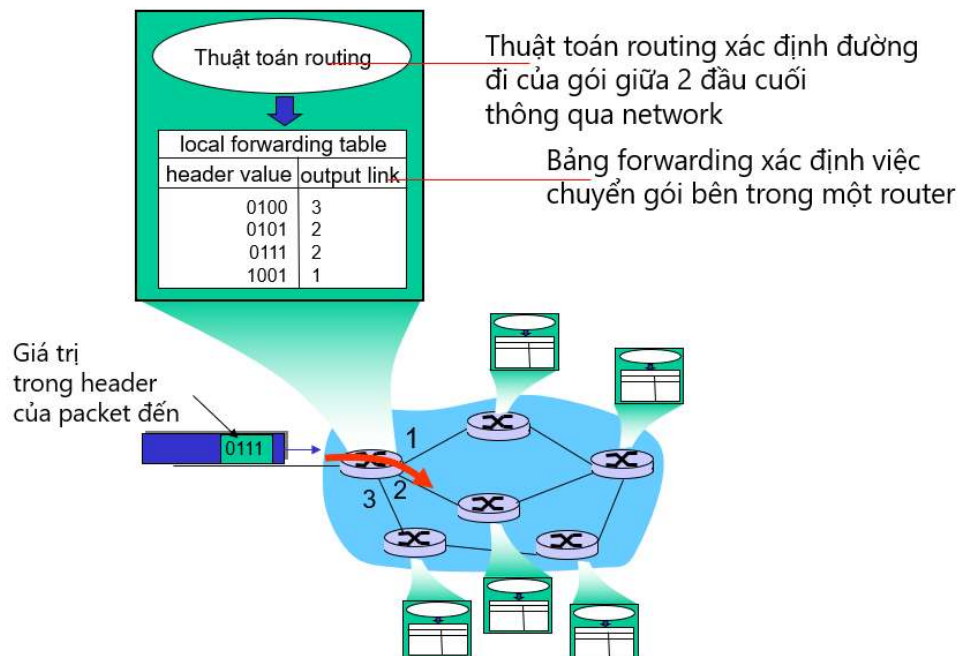 Thuật toán routing
local forwarding table
header value output link
0100 3
0101 2
0111 2
1001 1
Thuật toán routing xác định đường
đi của gói giữa 2 đầu cuối
thông qua network
Bảng forwarding xác định việc
chuyển gói bên trong một router
Giá trị
trong header
của packet đến
0111
1
2
3